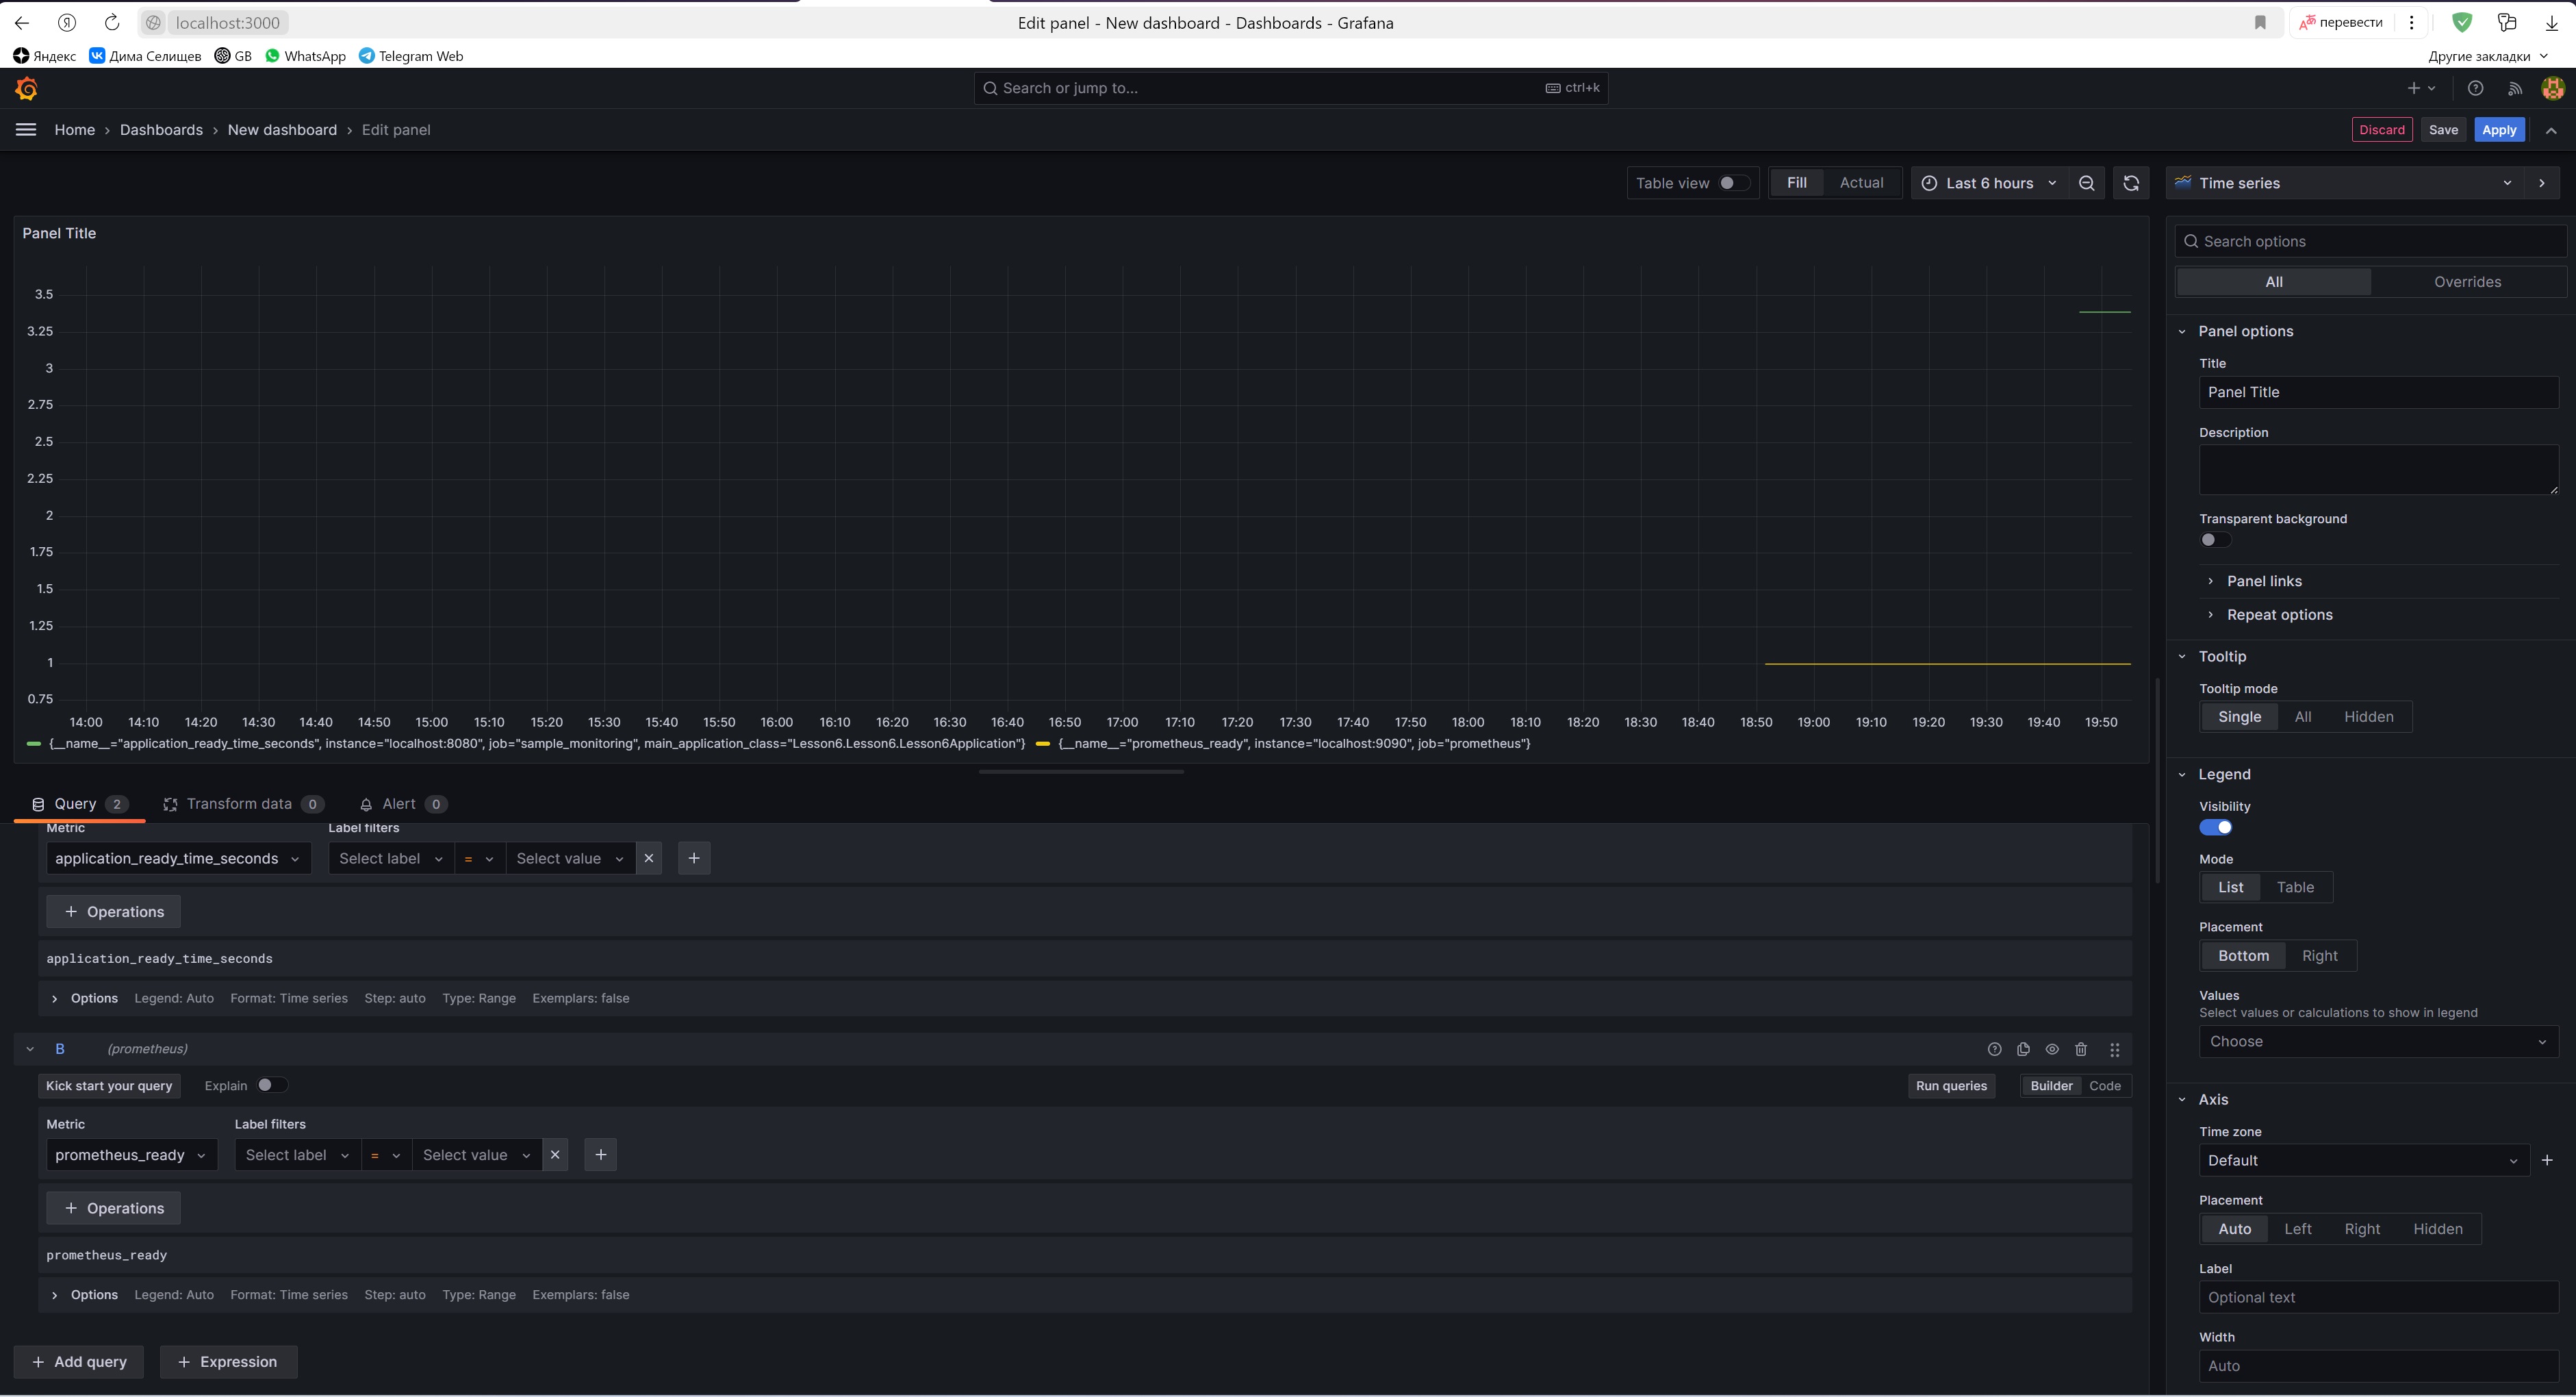 localhost:3000
Edit panel - New dashboard - Dashboards - Grafana
перевести
Яндекс
Дима Селищев
GB
WhatsApp
Telegram Web
Другие закладки
Search or jump to...
ctrl+k
Home › Dashboards › New dashboard › Edit panel
Discard
Save
Apply
Table view
Fill
Actual
Last 6 hours
Time series
Panel Title
3.5
3.25
3
2.75
2.5
2.25
2
1.75
1.5
1.25
1
0.75
14:00 14:10 14:20 14:30 14:40 14:50 15:00 15:10 15:20 15:30 15:40 15:50 16:00 16:10 16:20 16:30 16:40 16:50 17:00 17:10 17:20 17:30 17:40 17:50 18:00 18:10 18:20 18:30 18:40 18:50 19:00 19:10 19:20 19:30 19:40 19:50
{__name__="application_ready_time_seconds", instance="localhost:8080", job="sample_monitoring", main_application_class="Lesson6.Lesson6.Lesson6Application"} {__name__="prometheus_ready", instance="localhost:9090", job="prometheus"}
Query 2
Transform data 0
Alert 0
Metric
Label filters
application_ready_time_seconds
Select label
=
Select value
+ Operations
application_ready_time_seconds
Options Legend: Auto Format: Time series Step: auto Type: Range Exemplars: false
B (prometheus)
Kick start your query
Explain
Run queries
Builder
Code
Metric
Label filters
prometheus_ready
Select label
=
Select value
+ Operations
prometheus_ready
Options Legend: Auto Format: Time series Step: auto Type: Range Exemplars: false
+ Add query
+ Expression
Search options
All
Overrides
Panel options
Title
Panel Title
Description
Transparent background
Panel links
Repeat options
Tooltip
Tooltip mode
Single All Hidden
Legend
Visibility
Mode
List Table
Placement
Bottom Right
Values
Select values or calculations to show in legend
Choose
Axis
Time zone
Default
Placement
Auto Left Right Hidden
Label
Optional text
Width
Auto